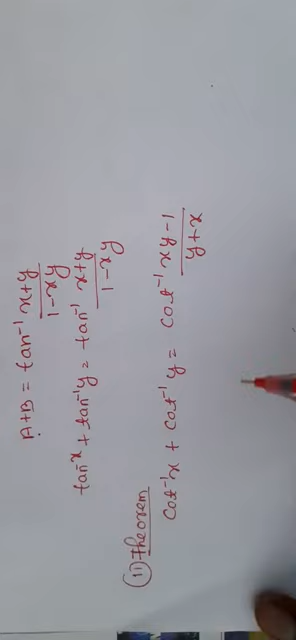 A+B = tan⁻¹ x+y/1-xy
tan⁻x + tan⁻¹y = tan⁻¹ x+y/1-xy
(ii) Theorem
Cot⁻¹x + cot⁻¹y = cot⁻¹ xy-1/y+x